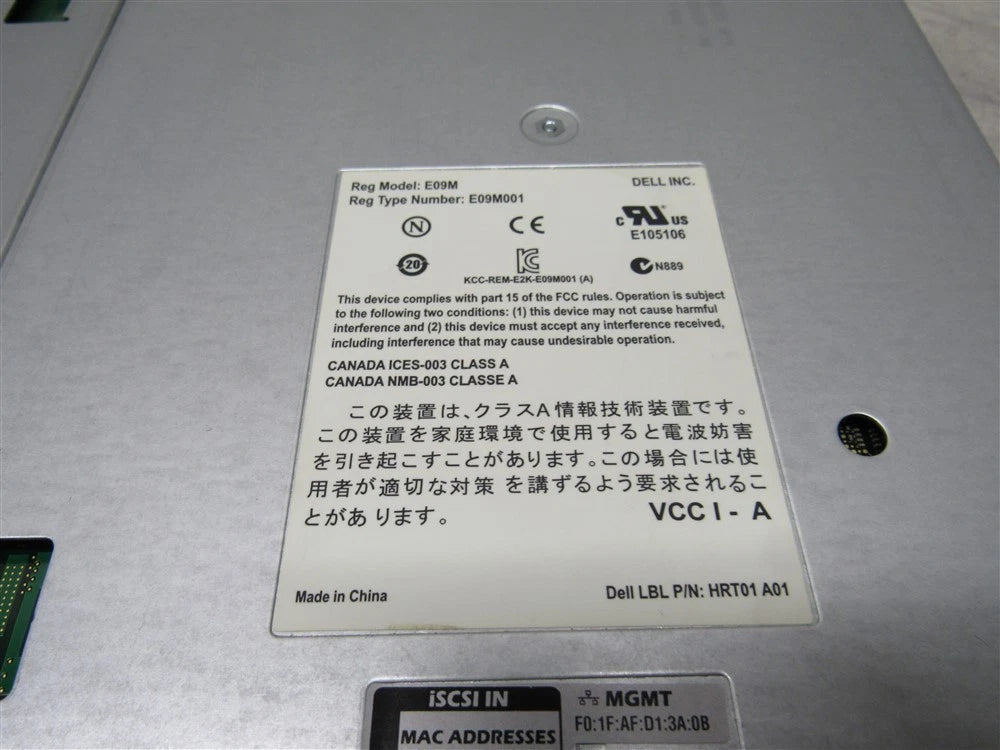 Reg Model: E09M
DELL INC.
Reg Type Number: E09M001
N
CE
c RU US
E105106
20
KC
N889
KCC-REM-E2K-E09M001 (A)
This device complies with part 15 of the FCC rules. Operation is subject
to the following two conditions: (1) this device may not cause harmful
interference and (2) this device must accept any interference received,
including interference that may cause undesirable operation.
CANADA ICES-003 CLASS A
CANADA NMB-003 CLASSE A
この装置は、クラスA情報技術装置です。
この装置を家庭環境で使用すると電波妨害
を引き起こすことがあります。この場合には使
用者が適切な対策 を講ずるよう要求されるこ
とがあります。
VCCI-A
Made in China
Dell LBL P/N: HRT01 A01
iSCSI IN
MAC ADDRESSES
MGMT
F0:1F:AF:D1:3A:0B